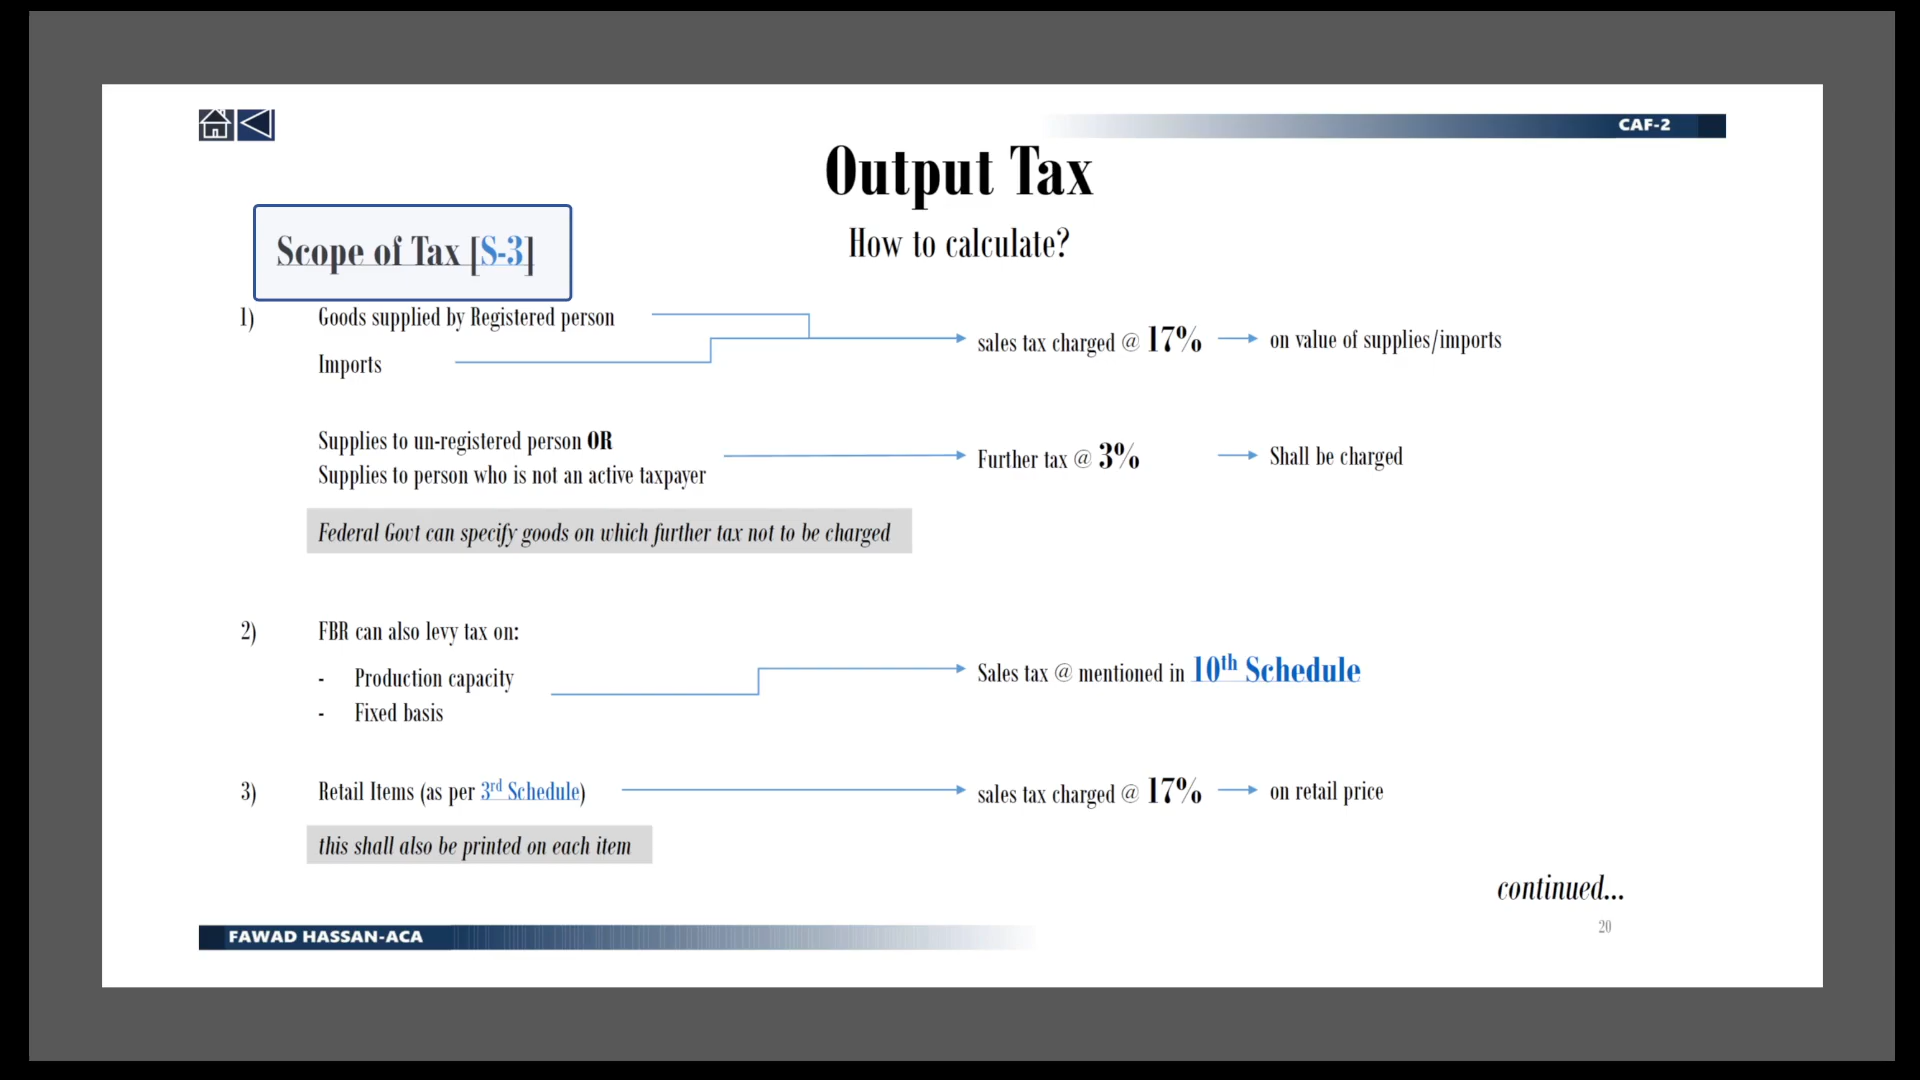 CAF-2
Output Tax
How to calculate?
Scope of Tax [S-3]
1) Goods supplied by Registered person
Imports
sales tax charged @ 17% on value of supplies/imports
Supplies to un-registered person OR
Supplies to person who is not an active taxpayer
Further tax @ 3% Shall be charged
Federal Govt can specify goods on which further tax not to be charged
2) FBR can also levy tax on:
- Production capacity
- Fixed basis
Sales tax @ mentioned in 10th Schedule
3) Retail Items (as per 3rd Schedule) sales tax charged @ 17% on retail price
this shall also be printed on each item
continued...
20
FAWAD HASSAN-ACA